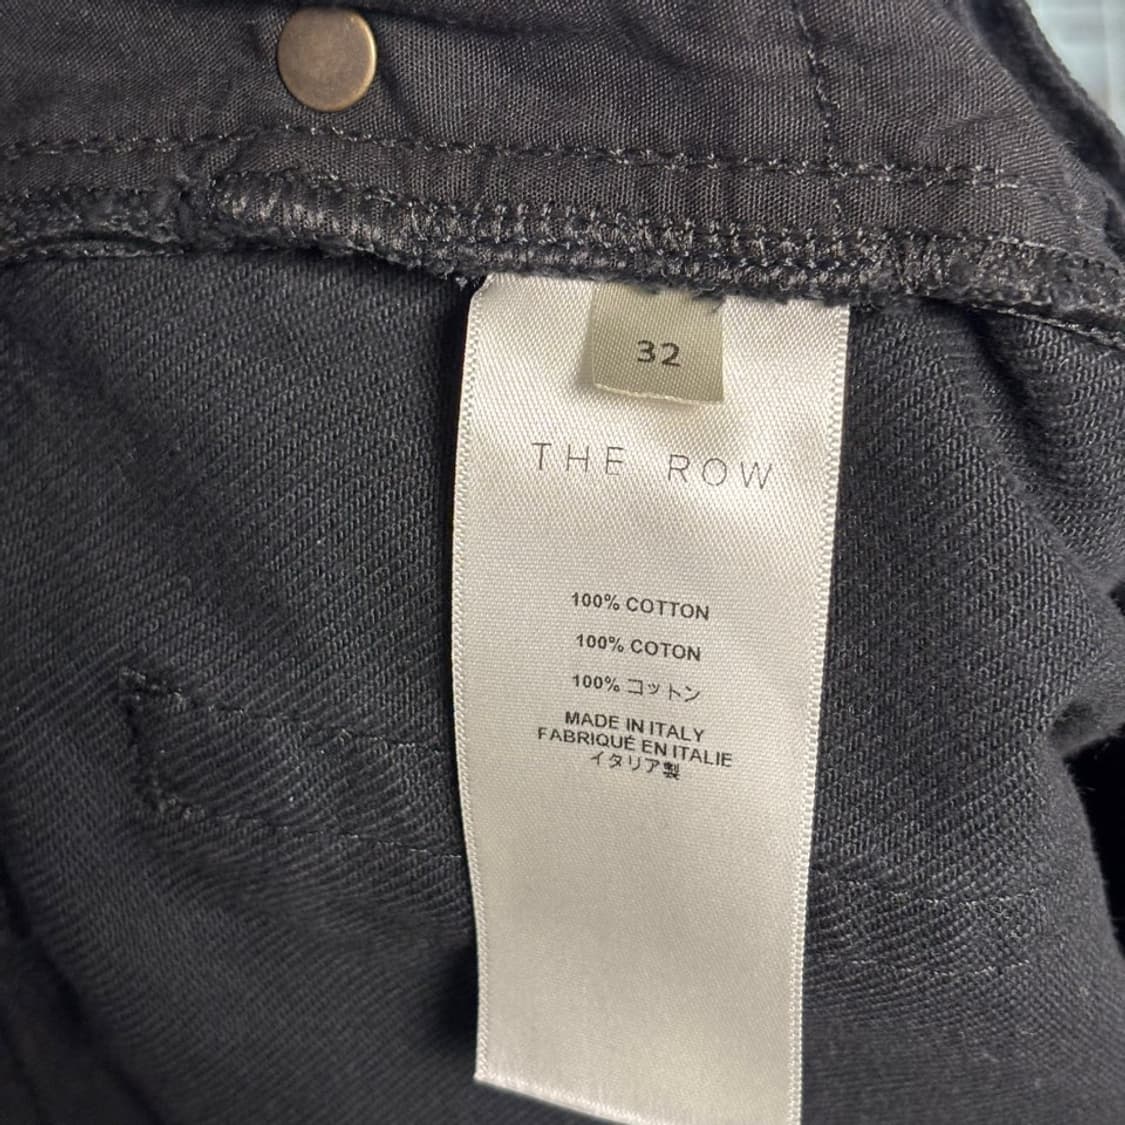 32
THE ROW
100% COTTON
100% COTON
100% コットン
MADE IN ITALY
FABRIQUÉ EN ITALIE
イタリア製